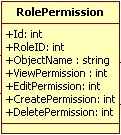 RolePermission
+Id: int
+RoleID: int
+ObjectName : string
+ViewPermission : int
+EditPermission: int
+CreatePermission: int
+DeletePermission: int